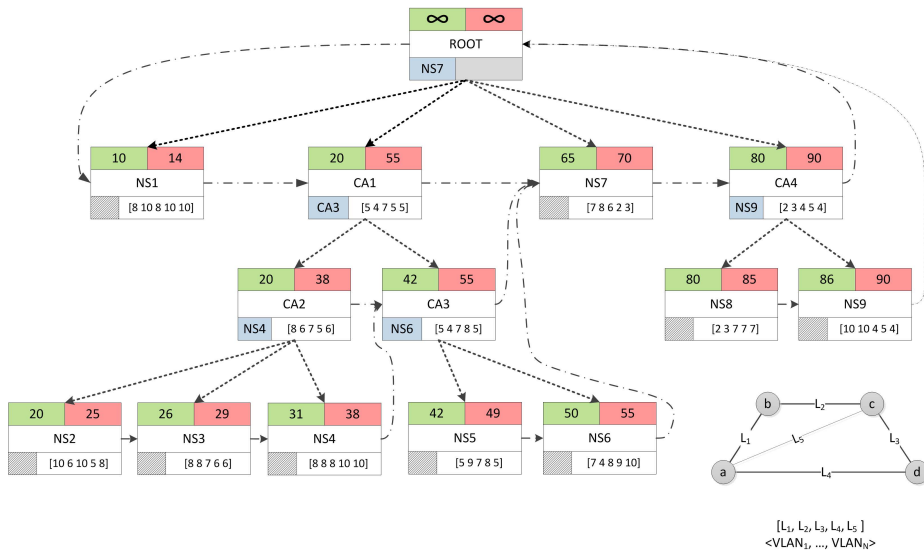 ∞ ∞
ROOT
NS7
10 14
NS1
[8 10 8 10 10]
20 55
CA1
CA3 [5 4 7 5 5]
65 70
NS7
[7 8 6 2 3]
80 90
CA4
NS9 [2 3 4 5 4]
20 38
CA2
NS4 [8 6 7 5 6]
42 55
CA3
NS6 [5 4 7 8 5]
80 85
NS8
[2 3 7 7 7]
86 90
NS9
[10 10 4 5 4]
20 25
NS2
[10 6 10 5 8]
26 29
NS3
[8 8 7 6 6]
31 38
NS4
[8 8 8 10 10]
42 49
NS5
[5 9 7 8 5]
50 55
NS6
[7 4 8 9 10]
b L₂ c
L₁ L₅ L₃
a L₄ d
[L₁, L₂, L₃, L₄, L₅ ]
<VLAN₁, ..., VLANₙ>